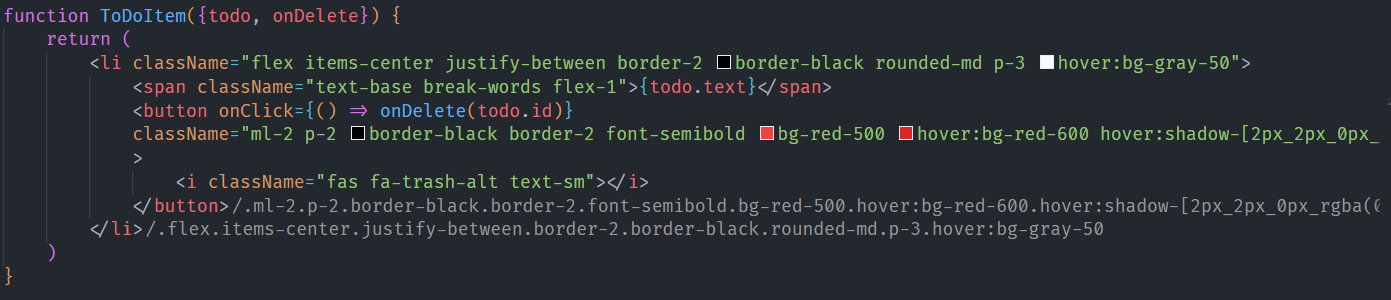 function ToDoItem({todo, onDelete}) {
return (
<li className="flex items-center justify-between border-2 border-black rounded-md p-3 hover:bg-gray-50">
<span className="text-base break-words flex-1">{todo.text}</span>
<button onClick={() => onDelete(todo.id)}
className="ml-2 p-2 border-black border-2 font-semibold bg-red-500 hover:bg-red-600 hover:shadow-[2px_2px_0px_
>
<i className="fas fa-trash-alt text-sm"></i>
</button>/.ml-2.p-2.border-black.border-2.font-semibold.bg-red-500.hover:bg-red-600.hover:shadow-[2px_2px_0px_rgba(0
</li>/.flex.items-center.justify-between.border-2.border-black.rounded-md.p-3.hover:bg-gray-50
)
}